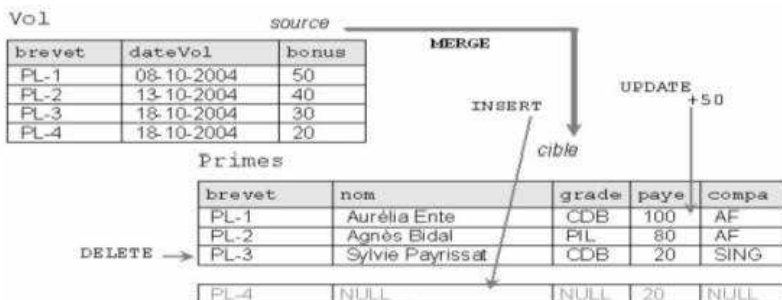 Vol
source
MERGE
brevet dateVol bonus
PL-1 08-10-2004 50
PL-2 13-10-2004 40
PL-3 18-10-2004 30
PL-4 18-10-2004 20
INSERT
UPDATE
+50
cible
Primes
brevet nom grade paye compa
PL-1 Aurélia Ente CDB 100 AF
PL-2 Agnès Bidal PIL 80 AF
DELETE PL-3 Sylvie Payrissat CDB 20 SING
PL-4 NULL NULL 20 NULL